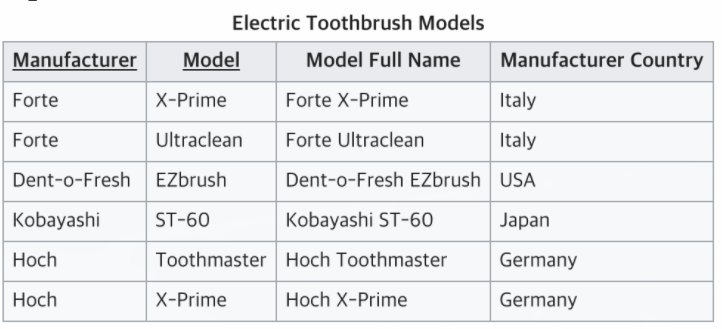 Electric Toothbrush Models
Manufacturer Model Model Full Name Manufacturer Country
Forte X-Prime Forte X-Prime Italy
Forte Ultraclean Forte Ultraclean Italy
Dent-o-Fresh EZbrush Dent-o-Fresh EZbrush USA
Kobayashi ST-60 Kobayashi ST-60 Japan
Hoch Toothmaster Hoch Toothmaster Germany
Hoch X-Prime Hoch X-Prime Germany